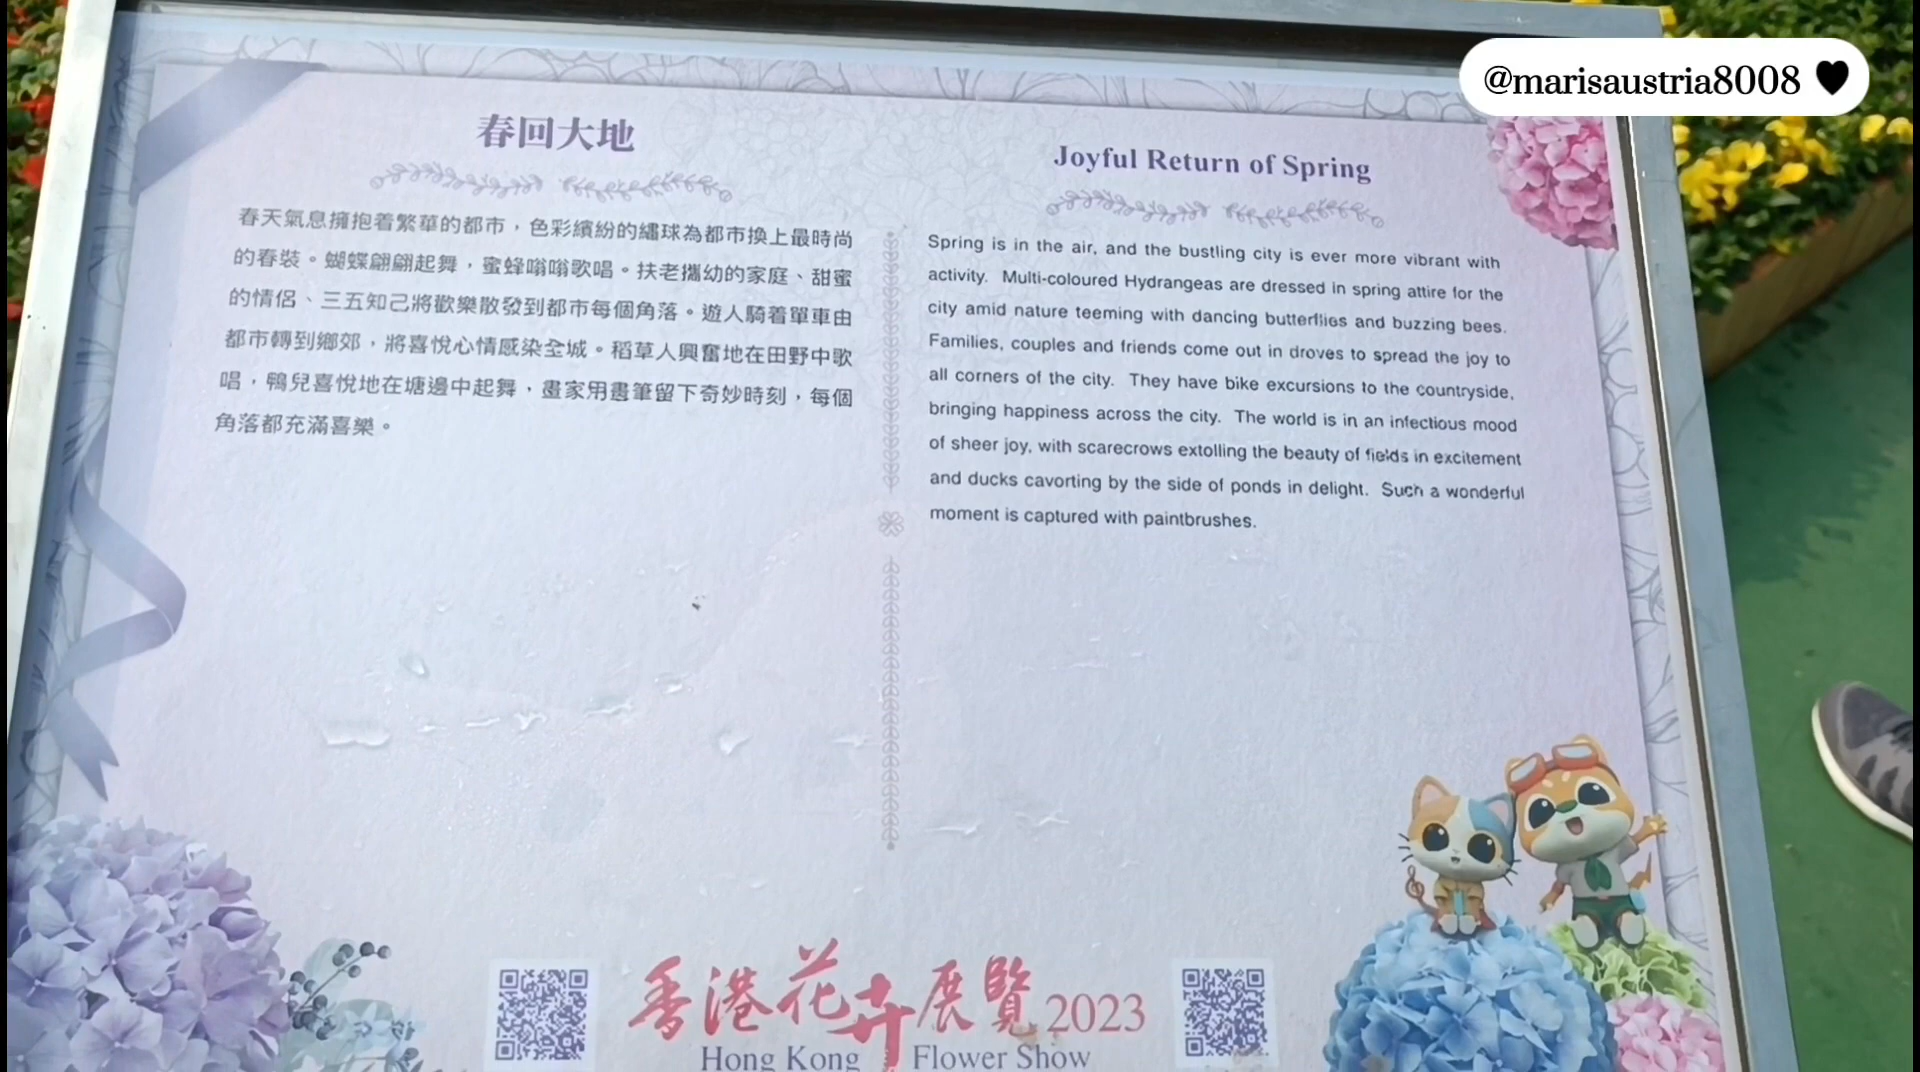 @marisaustria8008 🖤
春回大地
春天氣息擁抱着繁華的都市，色彩繽紛的繡球為都市換上最時尚
的春裝。蝴蝶翩翩起舞，蜜蜂嗡嗡歌唱。扶老攜幼的家庭、甜蜜
的情侶、三五知己將歡樂散發到都市每個角落。遊人騎着單車由
都市轉到鄉郊，將喜悅心情感染全城。稻草人興奮地在田野中歌
唱，鴨兒喜悅地在塘邊中起舞，畫家用畫筆留下奇妙時刻，每個
角落都充滿喜樂。
Joyful Return of Spring
Spring is in the air, and the bustling city is ever more vibrant with
activity. Multi-coloured Hydrangeas are dressed in spring attire for the
city amid nature teeming with dancing butterflies and buzzing bees.
Families, couples and friends come out in droves to spread the joy to
all corners of the city. They have bike excursions to the countryside,
bringing happiness across the city. The world is in an infectious mood
of sheer joy, with scarecrows extolling the beauty of fields in excitement
and ducks cavorting by the side of ponds in delight. Such a wonderful
moment is captured with paintbrushes.
香港花卉展覽2023
Hong Kong Flower Show